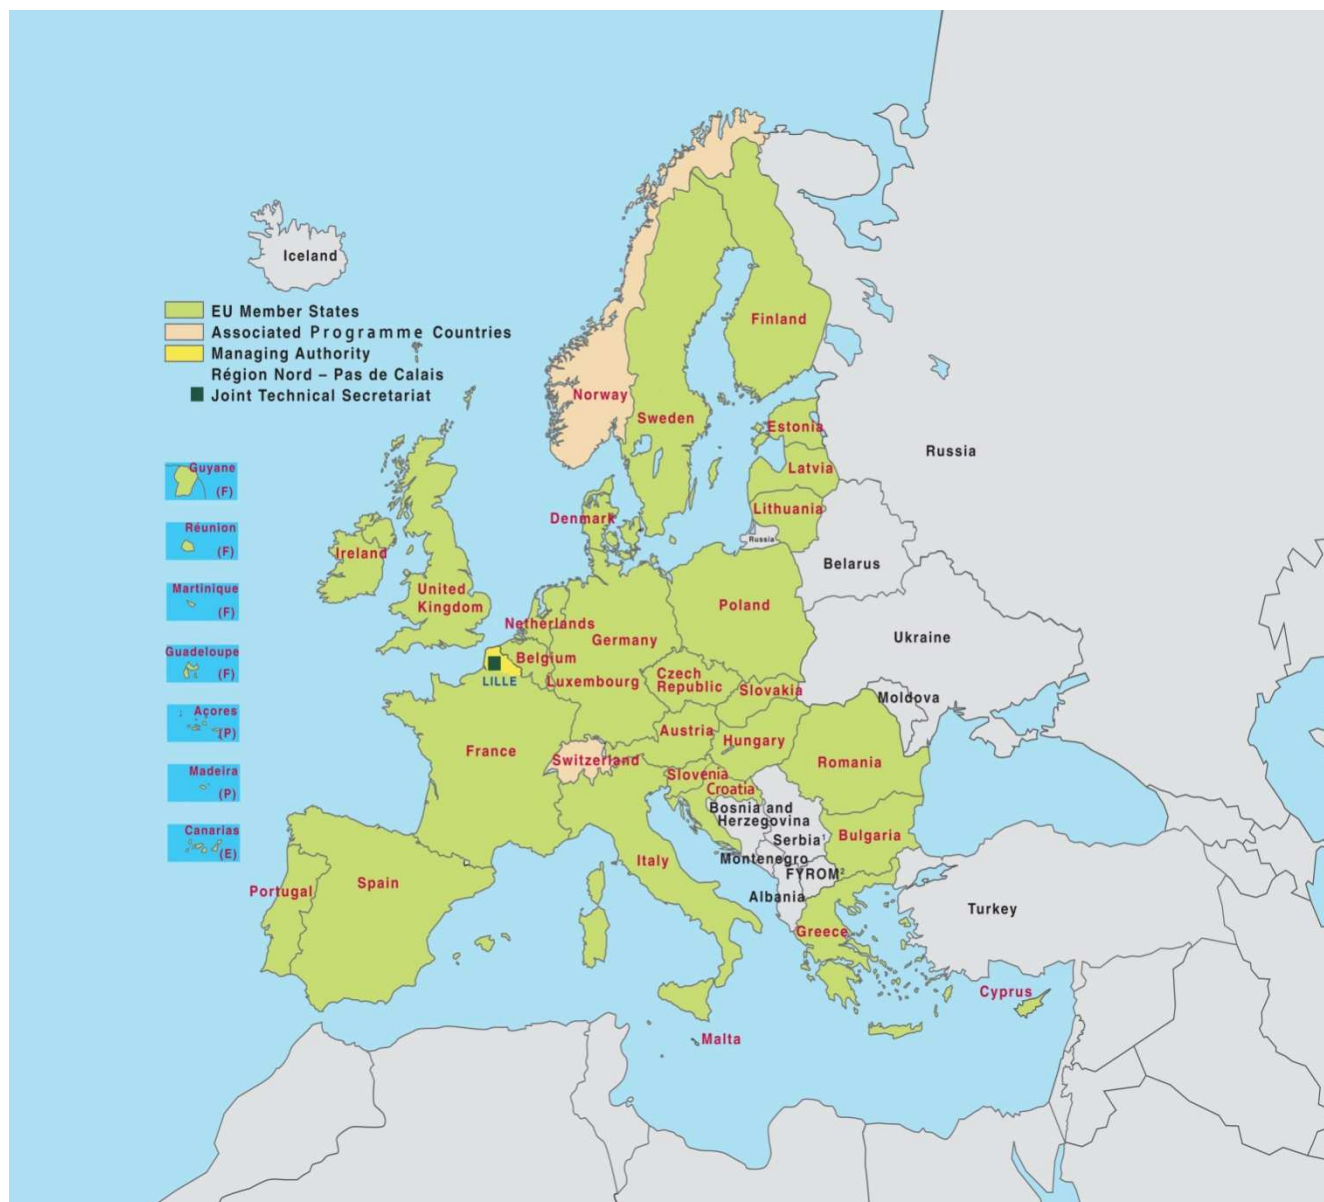 Iceland
EU Member States
Associated Programme Countries
Managing Authority
Région Nord – Pas de Calais
Joint Technical Secretariat
Guyane
(F)
Réunion
(F)
Martinique
(F)
Guadeloupe
(F)
Açores
(P)
Madeira
(P)
Canarias
(E)
Finland
Norway
Sweden
Estonia
Russia
Latvia
Lithuania
Denmark
Russia
Ireland
Belarus
United
Kingdom
Poland
Netherlands
Germany
Ukraine
Belgium
LILLE
Luxembourg
Czech
Republic
Slovakia
Moldova
Austria
Hungary
France
Switzerland
Romania
Slovenia
Croatia
Bosnia and
Herzegovina
Serbia¹
Bulgaria
Montenegro
FYROM²
Italy
Albania
Portugal
Spain
Turkey
Greece
Cyprus
Malta